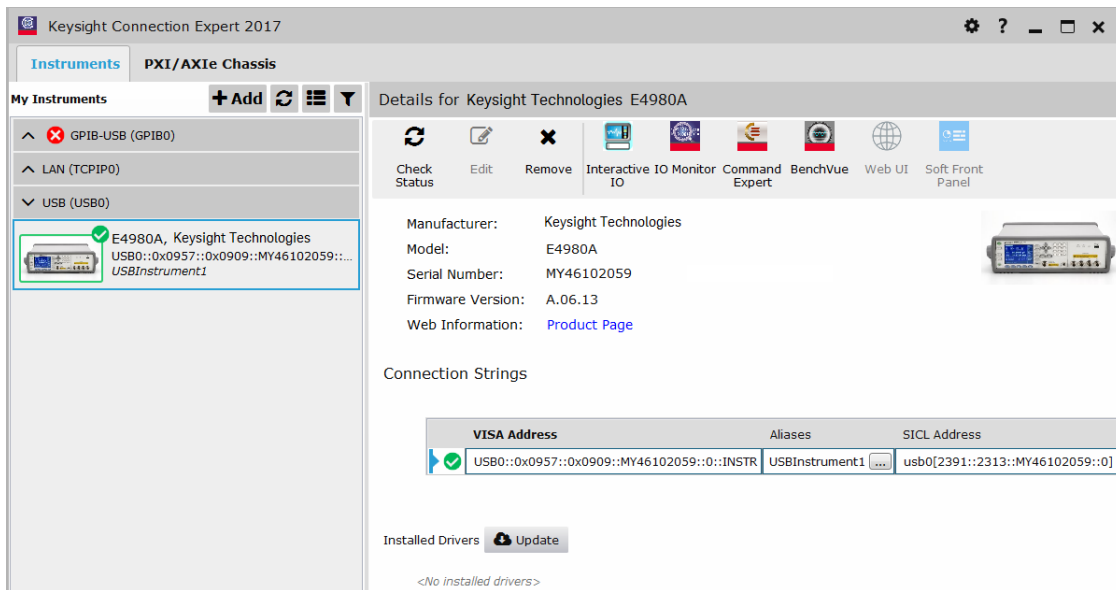 Keysight Connection Expert 2017
?
Instruments PXI/AXIe Chassis
My Instruments
+ Add
GPIB-USB (GPIB0)
LAN (TCPIP0)
USB (USB0)
E4980A, Keysight Technologies
USB0::0x0957::0x0909::MY46102059::...
USBInstrument1
Details for Keysight Technologies E4980A
Check
Status
Edit
Remove
Interactive
IO
IO Monitor
Command
Expert
BenchVue
Web UI
Soft Front
Panel
Manufacturer: Keysight Technologies
Model: E4980A
Serial Number: MY46102059
Firmware Version: A.06.13
Web Information: Product Page
Connection Strings
VISA Address Aliases SICL Address
USB0::0x0957::0x0909::MY46102059::0::INSTR USBInstrument1 ... usb0[2391::2313::MY46102059::0]
Installed Drivers Update
<No installed drivers>